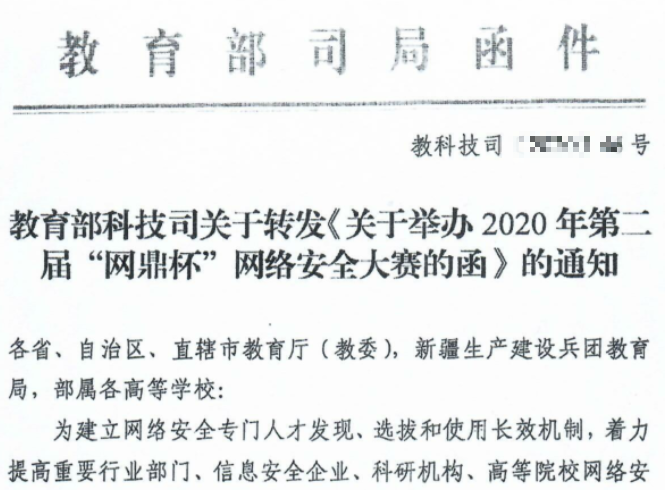 教育部司局函件
教科技司 号
教育部科技司关于转发《关于举办 2020 年第二
届“网鼎杯”网络安全大赛的函》的通知
各省、自治区、直辖市教育厅（教委），新疆生产建设兵团教育
局，部属各高等学校：
为建立网络安全专门人才发现、选拔和使用长效机制，着力
提高重要行业部门、信息安全企业、科研机构、高等院校网络安